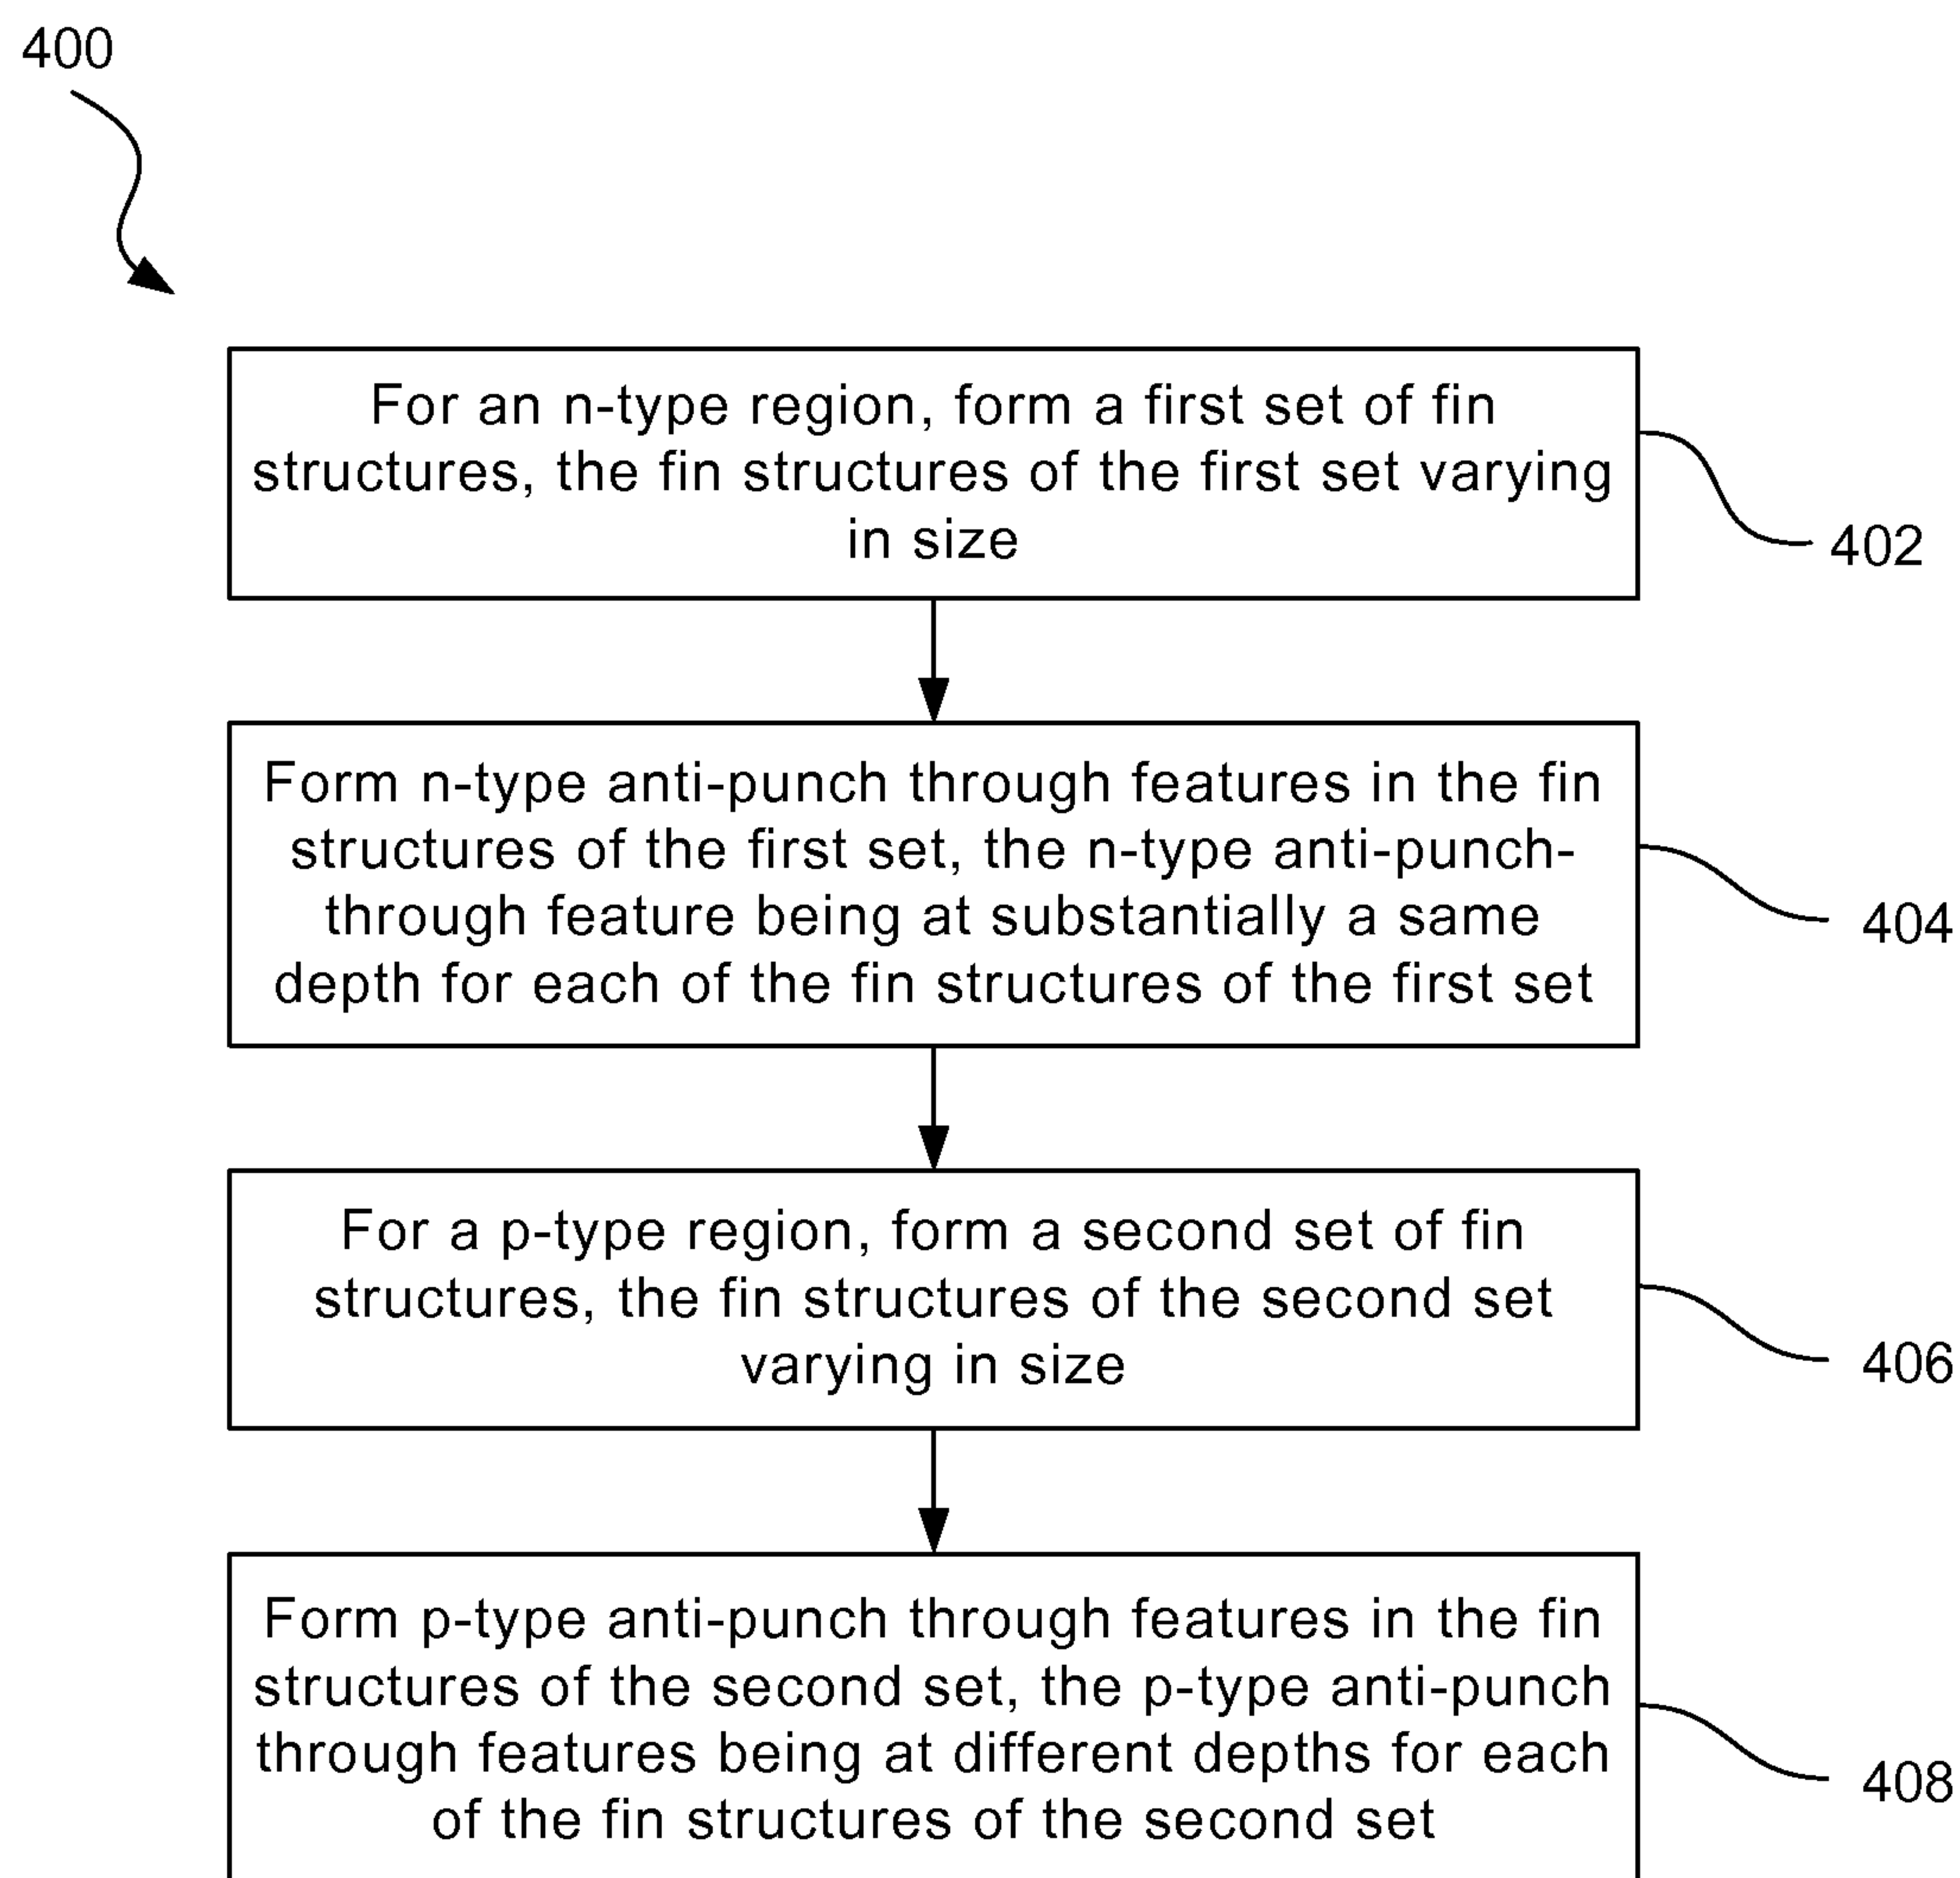 400
For an n-type region, form a first set of fin
structures, the fin structures of the first set varying
in size
402
Form n-type anti-punch through features in the fin
structures of the first set, the n-type anti-punch-
through feature being at substantially a same
depth for each of the fin structures of the first set
404
For a p-type region, form a second set of fin
structures, the fin structures of the second set
varying in size
406
Form p-type anti-punch through features in the fin
structures of the second set, the p-type anti-punch
through features being at different depths for each
of the fin structures of the second set
408